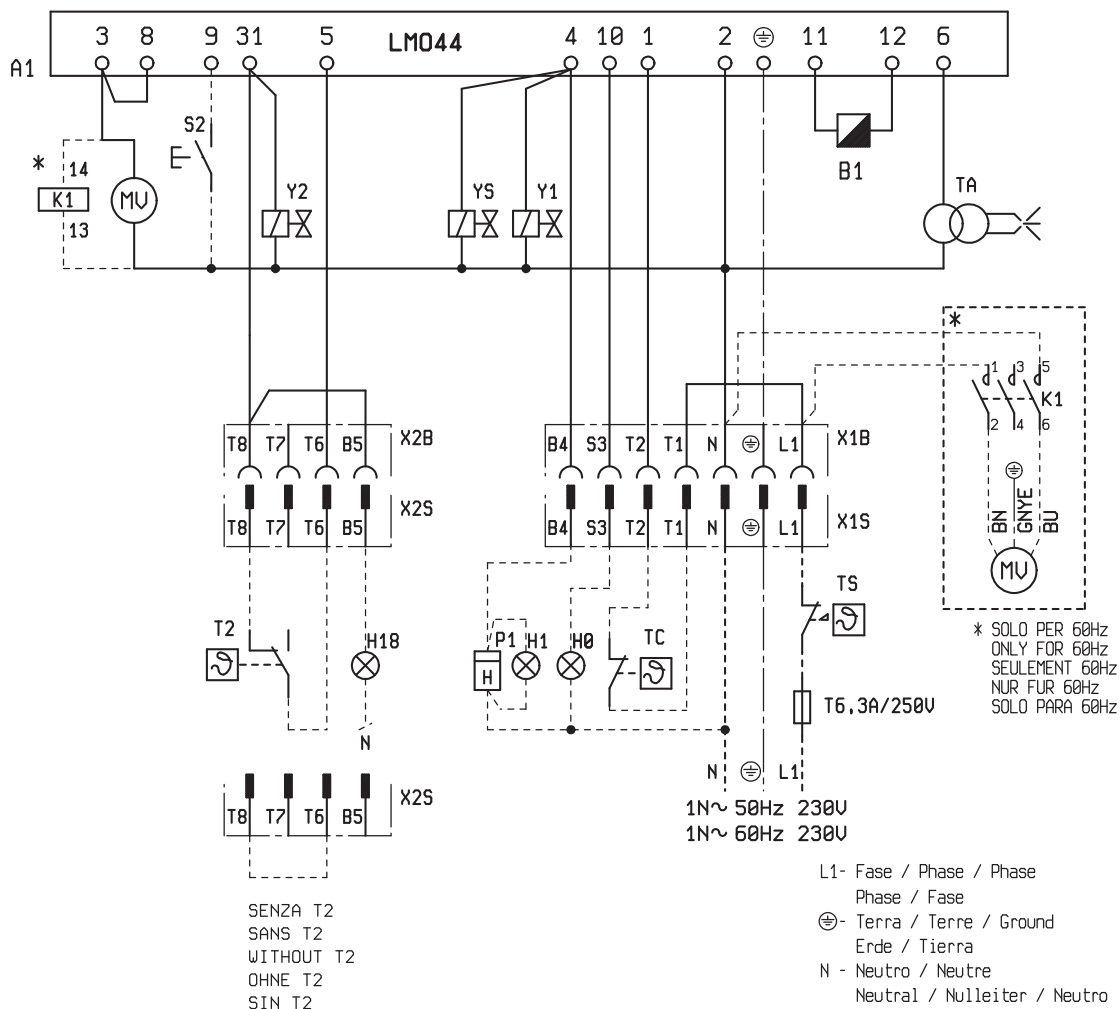 LMO44
3 8 9 31 5 4 10 1 2 11 12 6
A1
S2
*
14
K1
13
MV
Y2
YS
Y1
B1
TA
*
1 3 5
K1
2 4 6
BN
GNYE
BU
MV
T8 T7 T6 B5 X2B
T8 T7 T6 B5 X2S
B4 S3 T2 T1 N L1 X1B
B4 S3 T2 T1 N L1 X1S
T2
H18
N
P1
H
H1
H0
TC
TS
T6,3A/250V
* SOLO PER 60Hz
ONLY FOR 60Hz
SEULEMENT 60Hz
NUR FUR 60Hz
SOLO PARA 60Hz
X2S
T8 T7 T6 B5
N L1
1N~ 50Hz 230V
1N~ 60Hz 230V
SENZA T2
SANS T2
WITHOUT T2
OHNE T2
SIN T2
L1- Fase / Phase / Phase
Phase / Fase
- Terra / Terre / Ground
Erde / Tierra
N - Neutro / Neutre
Neutral / Nulleiter / Neutro